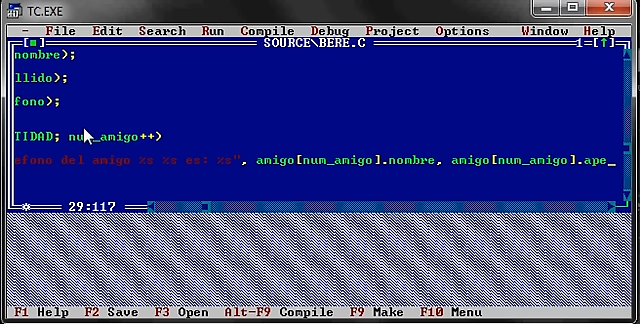 TC.EXE
- File Edit Search Run Compile Debug Project Options Window Help
SOURCE\BERE.C 1=[↑]
nombre);
llido);
fono);
TIDAD; num_amigo++)
efono del amigo %s %s es: %s", amigo[num_amigo].nombre, amigo[num_amigo].ape_
29:117
F1 Help F2 Save F3 Open Alt-F9 Compile F9 Make F10 Menu